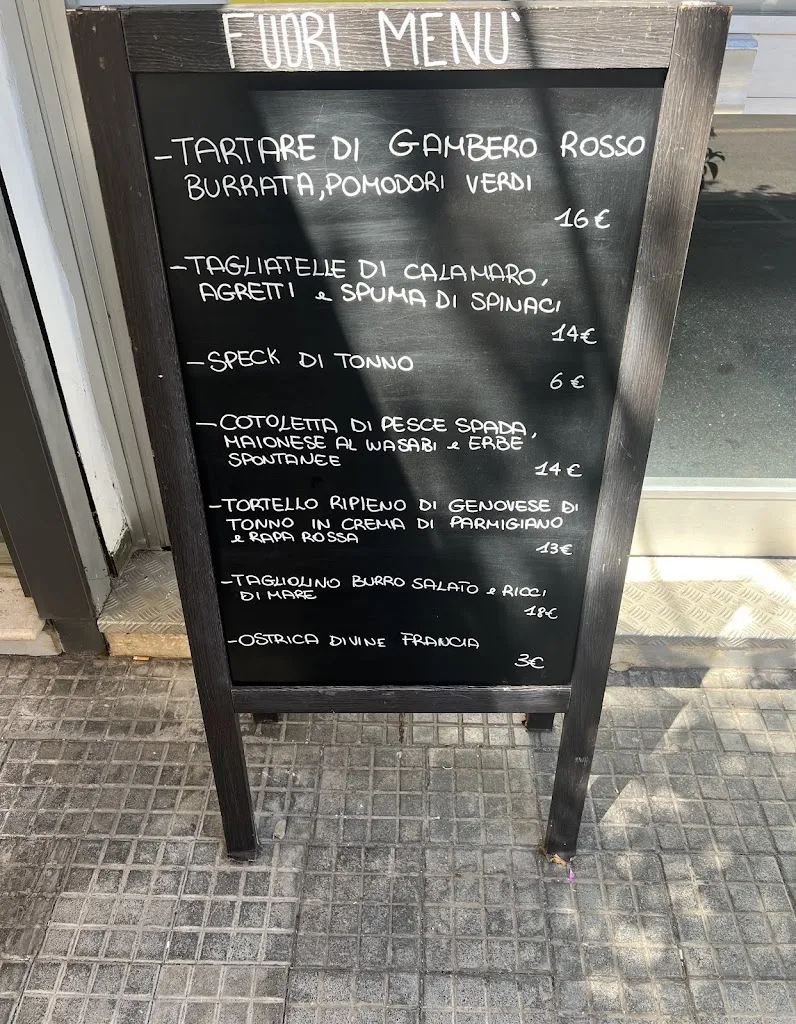 FUORI MENU'
-TARTARE DI GAMBERO ROSSO
BURRATA, POMODORI VERDI
16€
-TAGLIATELLE DI CALAMARO,
AGRETTI e SPUMA DI SPINACI
14€
-SPECK DI TONNO
6€
-COTOLETTA DI PESCE SPADA,
MAIONESE AL WASABI e ERBE
SPONTANEE
14€
-TORTELLO RIPIENO DI GENOVESE DI
TONNO IN CREMA DI PARMIGIANO
e RAPA ROSSA
13€
-TAGLIOLINO BURRO SALATO e RICCI
DI MARE
18€
-OSTRICA DIVINE FRANCIA
3€